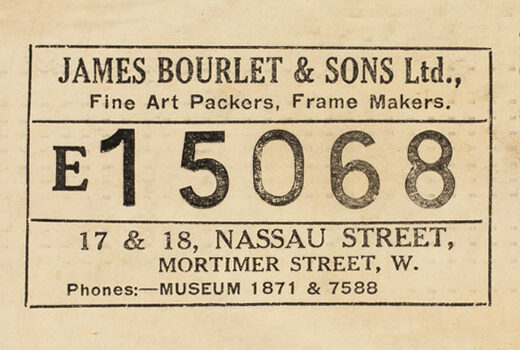 JAMES BOURLET & SONS Ltd.,
Fine Art Packers, Frame Makers.
E15068
17 & 18, NASSAU STREET,
MORTIMER STREET, W.
Phones:—MUSEUM 1871 & 7588